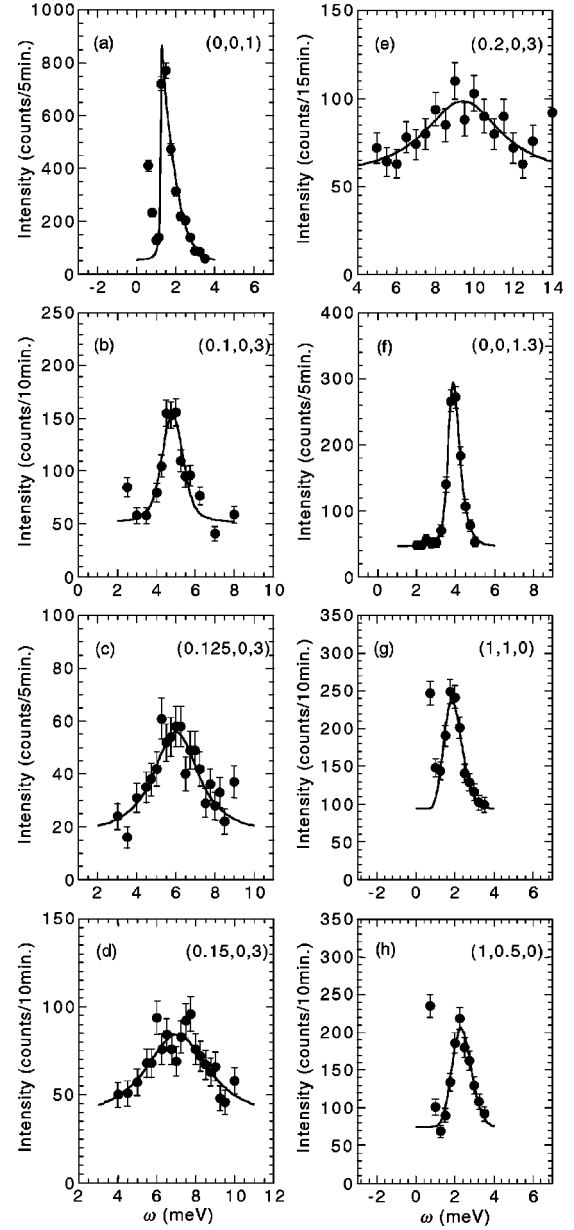 (a) (0,0,1)
Intensity (counts/5min.)
1000
800
600
400
200
0
-2 0 2 4 6
(b) (0.1,0,3)
Intensity (counts/10min.)
250
200
150
100
50
0
0 2 4 6 8 10
(c) (0.125,0,3)
Intensity (counts/5min.)
100
80
60
40
20
0
2 4 6 8 10
(d) (0.15,0,3)
Intensity (counts/10min.)
150
100
50
0
2 4 6 8 10 12
ω (meV)
(e) (0.2,0,3)
Intensity (counts/15min.)
150
100
50
0
4 6 8 10 12 14
(f) (0,0,1.3)
Intensity (counts/5min.)
400
300
200
100
0
0 2 4 6 8
(g) (1,1,0)
Intensity (counts/10min.)
350
300
250
200
150
100
50
0
-2 0 2 4 6
(h) (1,0.5,0)
Intensity (counts/10min.)
350
300
250
200
150
100
50
0
-2 0 2 4 6
ω (meV)